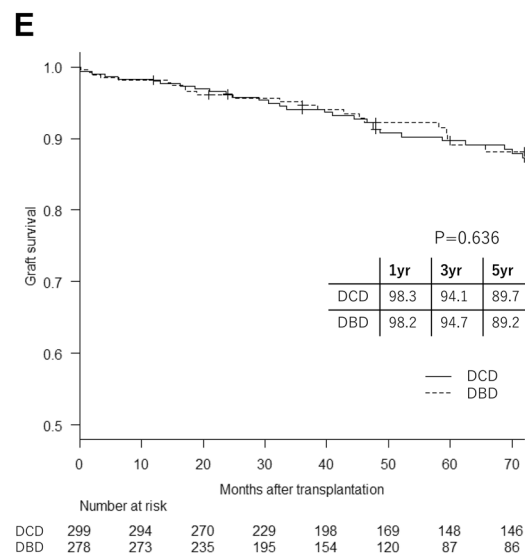 E
1.0
0.9
0.8
0.7
0.6
0.5
Graft survival
P=0.636
1yr 3yr 5yr
DCD 98.3 94.1 89.7
DBD 98.2 94.7 89.2
DCD
DBD
0 10 20 30 40 50 60 70
Months after transplantation
Number at risk
DCD 299 294 270 229 198 169 148 146
DBD 278 273 235 195 154 120 87 86